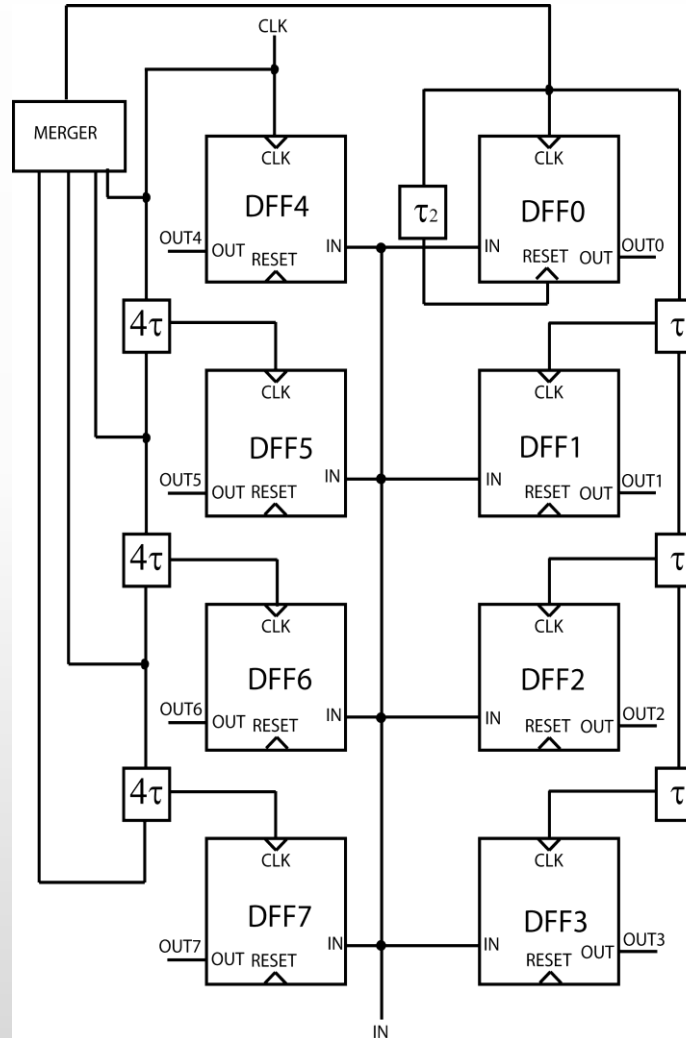 CLK
MERGER
CLK
DFF4
OUT4
OUT
RESET
IN
τ2
CLK
DFF0
IN
RESET
OUT
OUT0
4τ
τ
CLK
DFF5
OUT5
OUT
RESET
IN
CLK
DFF1
IN
RESET
OUT
OUT1
4τ
τ
CLK
DFF6
OUT6
OUT
RESET
IN
CLK
DFF2
IN
RESET
OUT
OUT2
4τ
τ
CLK
DFF7
OUT7
OUT
RESET
IN
CLK
DFF3
IN
RESET
OUT
OUT3
IN